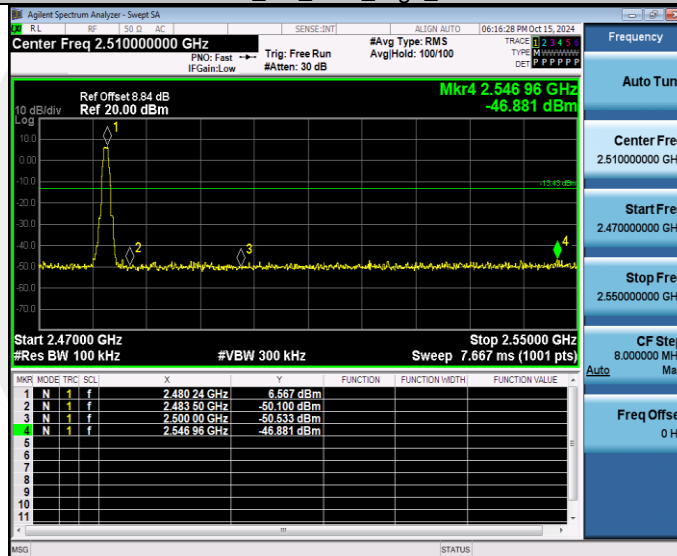 Agilent Spectrum Analyzer - Swept SA
RL RF 50 Ω AC SENSE:INT ALIGN AUTO 06:16:28 PM Oct 15, 2024
Center Freq 2.510000000 GHz
PNO: Fast
IFGain:Low
Trig: Free Run
#Atten: 30 dB
#Avg Type: RMS
Avg|Hold: 100/100
TRACE 1 2 3 4 5 6
TYPE M
DET P P P P P P
Frequency
Ref Offset 8.84 dB
Ref 20.00 dBm
10 dB/div
Log
Mkr4 2.546 96 GHz
-46.881 dBm
10.0
0.00
-10.0
-20.0
-30.0
-40.0
-50.0
-60.0
-70.0
1
2
3
4
-13.43 dBm
Start 2.47000 GHz
Stop 2.55000 GHz
#Res BW 100 kHz #VBW 300 kHz Sweep 7.667 ms (1001 pts)
MKR MODE TRC SCL X Y FUNCTION FUNCTION WIDTH FUNCTION VALUE
1 N 1 f 2.480 24 GHz 6.567 dBm
2 N 1 f 2.483 50 GHz -50.100 dBm
3 N 1 f 2.500 00 GHz -50.533 dBm
4 N 1 f 2.546 96 GHz -46.881 dBm
5
6
7
8
9
10
11
MSG STATUS
Auto Tun
Center Fre
2.510000000 GH
Start Fre
2.470000000 GH
Stop Fre
2.550000000 GH
CF Ste
8.000000 MH
Auto Ma
Freq Offse
0 H